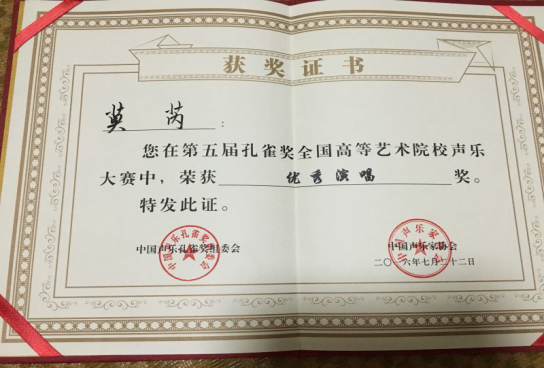 获奖证书
莫芮：
您在第五届孔雀奖全国高等艺术院校声乐
大赛中，荣获 优秀演唱 奖。
特发此证。
中国声乐孔雀奖组委会
中国声乐家协会
二〇一六年七月二十二日